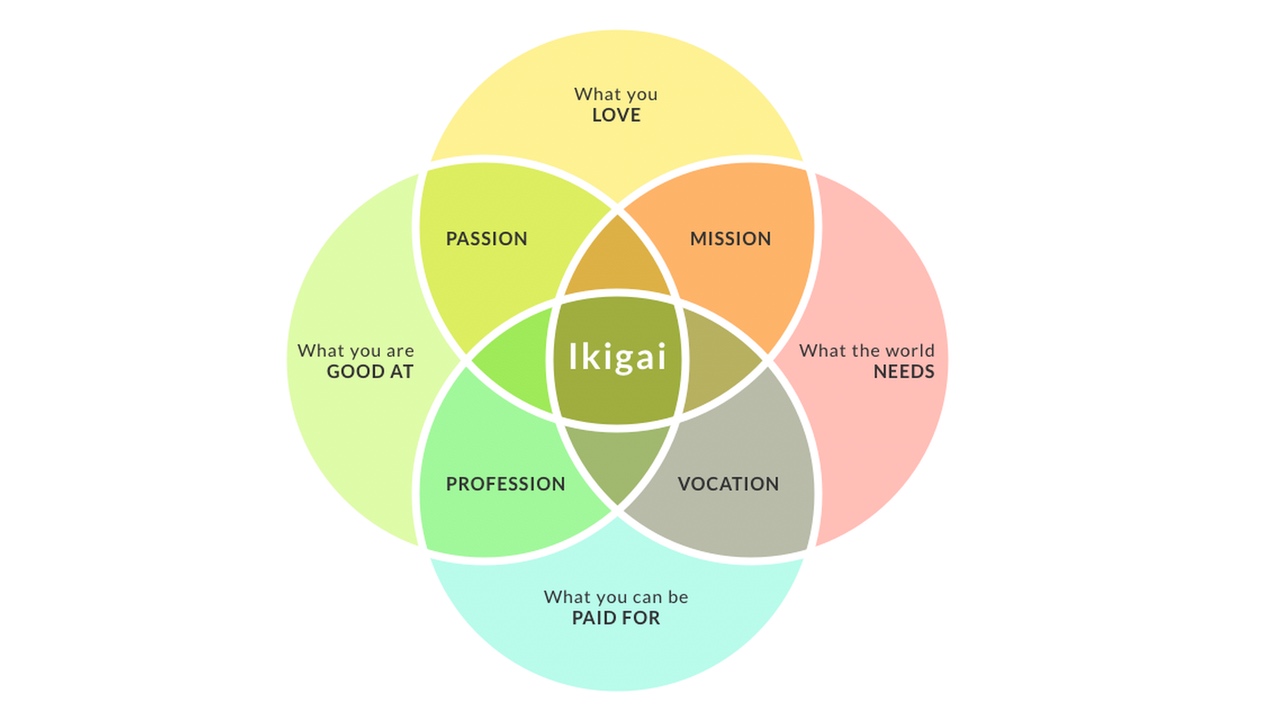 What you
LOVE
PASSION
MISSION
What you are
GOOD AT
Ikigai
What the world
NEEDS
PROFESSION
VOCATION
What you can be
PAID FOR